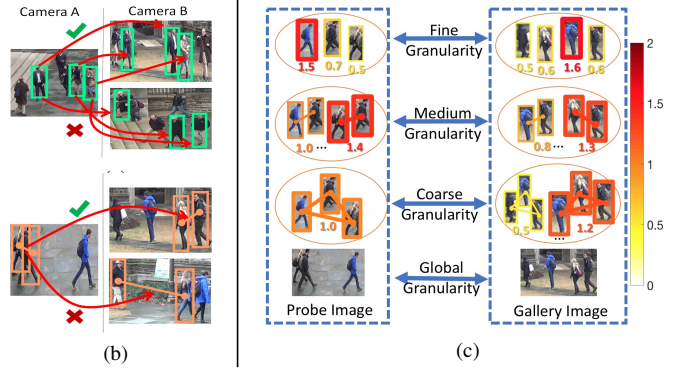 Camera A
Camera B
(b)
Fine
Granularity
1.5
0.7
0.5
0.5
0.6
1.6
0.6
Medium
Granularity
1.0
...
1.4
0.8
...
1.3
Coarse
Granularity
1.0
0.5
...
1.2
Global
Granularity
Probe Image
Gallery Image
2
1.5
1
0.5
0
(c)